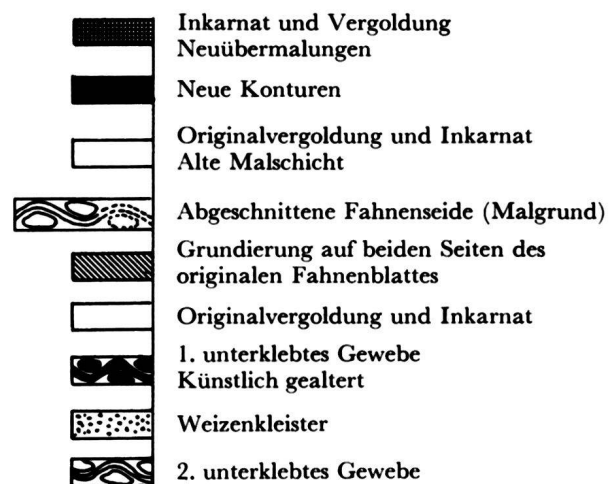 Inkarnat und Vergoldung
Neuübermalungen
Neue Konturen
Originalvergoldung und Inkarnat
Alte Malschicht
Abgeschnittene Fahnenseide (Malgrund)
Grundierung auf beiden Seiten des
originalen Fahnenblattes
Originalvergoldung und Inkarnat
1. unterklebtes Gewebe
Künstlich gealtert
Weizenkleister
2. unterklebtes Gewebe